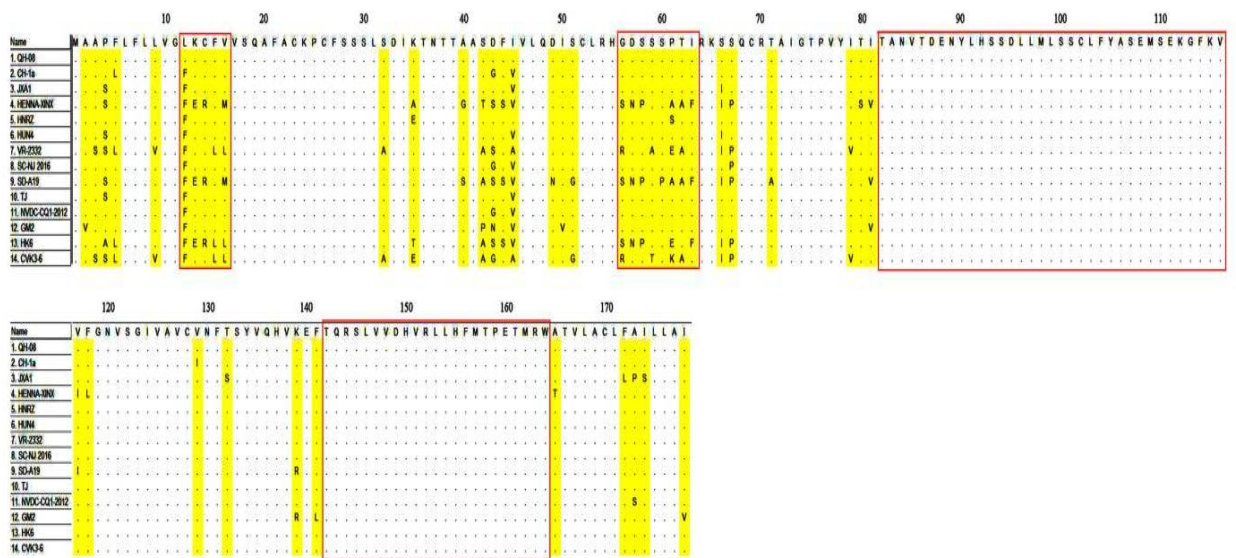 10 20 30 40 50 60 70 80 90 100 110
Name M A A P F L F L L V G L K C F V V S Q A F A C K P C F S S S L S D I K T N T T A A S D F I V L Q D I S C L R H G D S S S P T I R K S S Q C R T A I G T P V Y I T I T A N V T D E N Y L H S S D L L M L S S C L F Y A S E M S E K G F K V
1. QH-08
2. CH-1a L F G V
3. JXA1 S F V I
4. HENNA-XINX S F E R M A G T S S V S N P A A F I P S V
5. HNRZ F E S
6. HUN4 S F V I
7. VR-2332 S S L V F L L A A S A R A E A I P V
8. SC-NJ 2016 F G V P
9. SD-A19 S F E R M S A S S V N G S N P P A A F I P A V
10. TJ S F V
11. NVDC-CQ1-2012 F G V
12. GM2 V F P N V I V
13. HK6 A L F E R L L T A S S V S N P E F I P
14. CVK3-6 S S L V F L L A E A G A G R T K A I P V
120 130 140 150 160 170
Name V F G N V S G I V A V C V N F T S Y V Q H V K E F T Q R S L V V D H V R L L H F M T P E T M R W A T V L A C L F A I L L A I
1. QH-08
2. CH-1a I
3. JXA1 S L P S
4. HENNA-XINX I L T
5. HNRZ
6. HUN4
7. VR-2332
8. SC-NJ 2016
9. SD-A19 I R
10. TJ
11. NVDC-CQ1-2012 S
12. GM2 R L V
13. HK6
14. CVK3-6